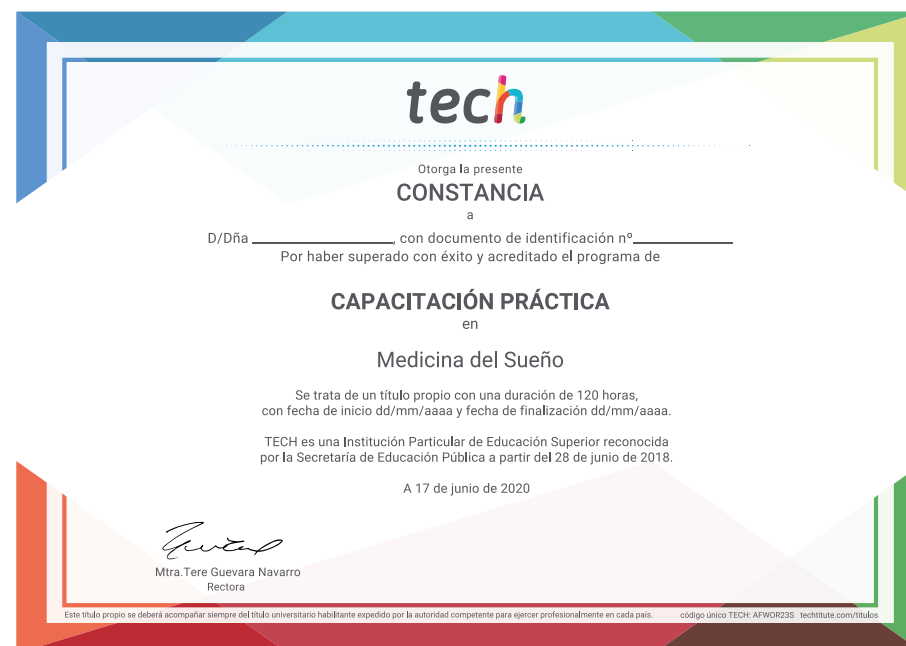 tech
Otorga la presente
CONSTANCIA
a
D/Dña ____________________, con documento de identificación nº______________
Por haber superado con éxito y acreditado el programa de
CAPACITACIÓN PRÁCTICA
en
Medicina del Sueño
Se trata de un título propio con una duración de 120 horas,
con fecha de inicio dd/mm/aaaa y fecha de finalización dd/mm/aaaa.
TECH es una Institución Particular de Educación Superior reconocida
por la Secretaría de Educación Pública a partir del 28 de junio de 2018.
A 17 de junio de 2020
Mtra.Tere Guevara Navarro
Rectora
Este título propio se deberá acompañar siempre del título universitario habilitante expedido por la autoridad competente para ejercer profesionalmente en cada país. código único TECH: AFWOR23S techtitute.com/titulos